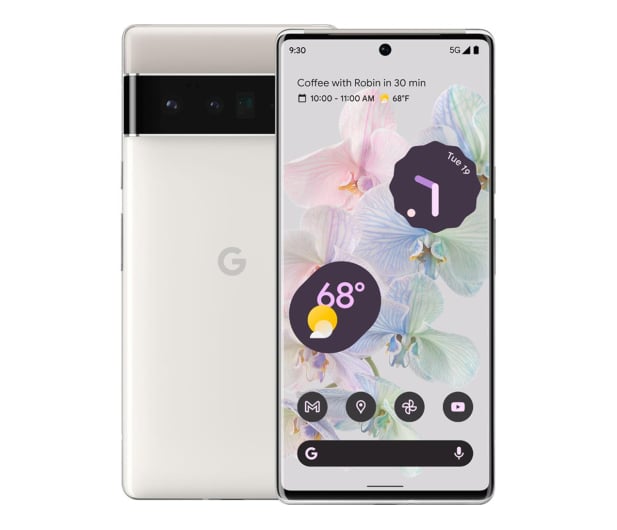 9:30
5G
Coffee with Robin in 30 min
10:00 - 11:00 AM 68°F
Tue 19
68°
G
G